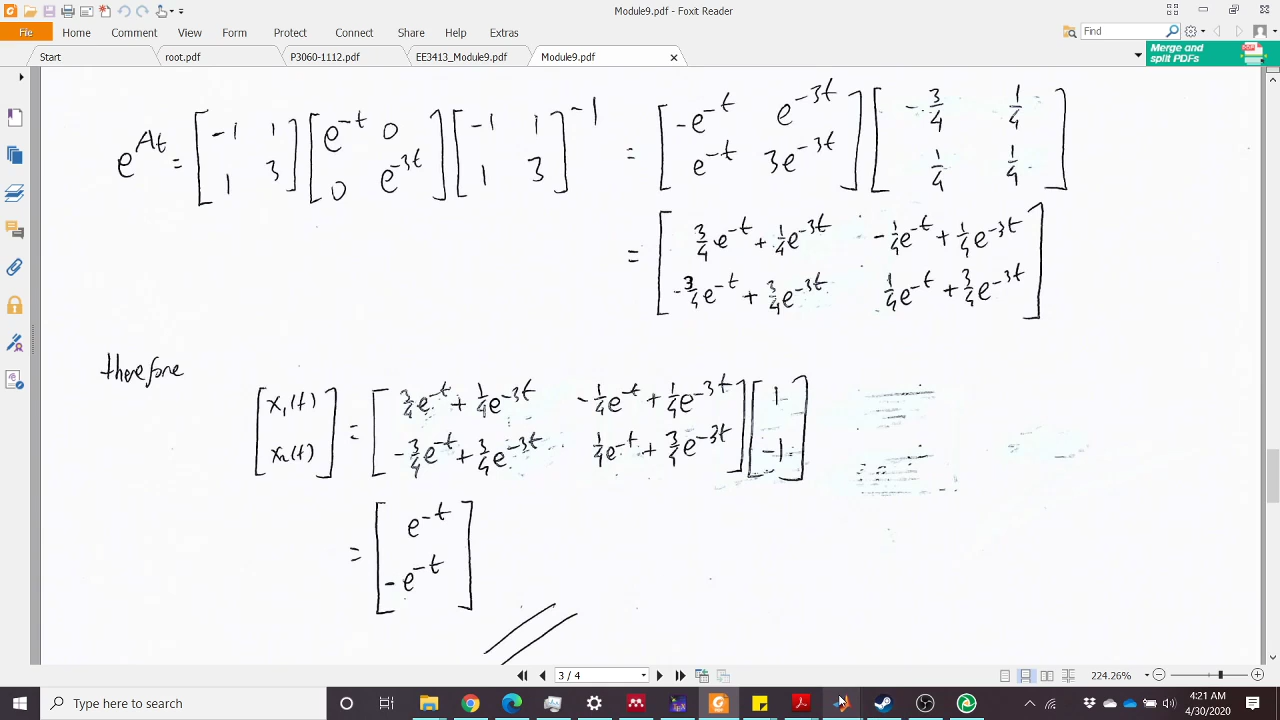 Module9.pdf - Foxit Reader
File Home Comment View Form Protect Connect Share Help Extras Find
Start root.pdf P3060-1112.pdf EE3413_Module9.pdf Module9.pdf Merge and split PDFs
e^{At} = [-1 1; 1 3] [e^{-t} 0; 0 e^{-3t}] [-1 1; 1 3]^{-1} = [-e^{-t} e^{-3t}; e^{-t} 3e^{-3t}] [-3/4 1/4; 1/4 1/4]
= [3/4 e^{-t} + 1/4 e^{-3t} -1/4 e^{-t} + 1/4 e^{-3t}; -3/4 e^{-t} + 3/4 e^{-3t} 1/4 e^{-t} + 3/4 e^{-3t}]
therefore
[x₁(t); x₂(t)] = [3/4 e^{-t} + 1/4 e^{-3t} -1/4 e^{-t} + 1/4 e^{-3t}; -3/4 e^{-t} + 3/4 e^{-3t} 1/4 e^{-t} + 3/4 e^{-3t}] [1; -1]
= [e^{-t}; -e^{-t}]
3 / 4 224.26%
Type here to search
4:21 AM
4/30/2020